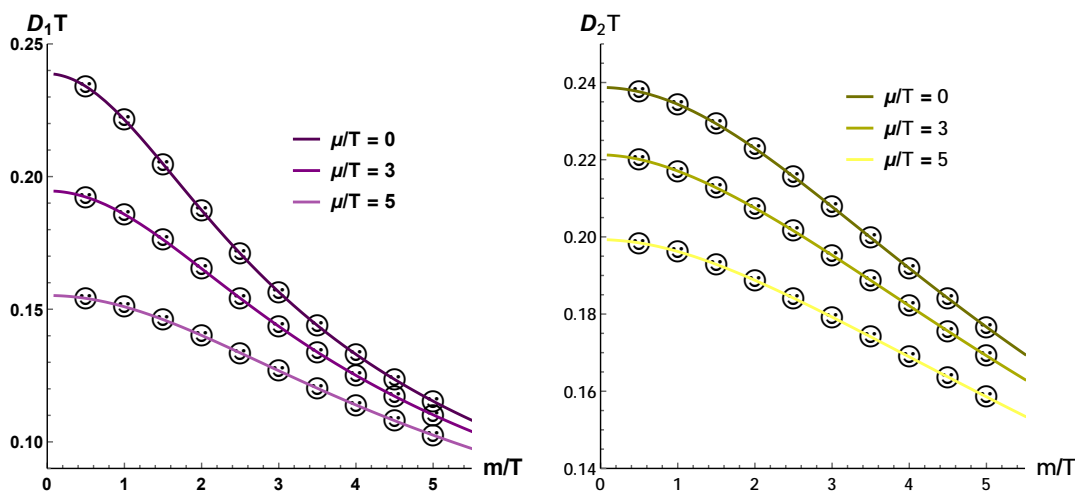 D₁T
0.25
0.20
0.15
0.10
0 1 2 3 4 5
m/T
μ/T = 0
μ/T = 3
μ/T = 5
D₂T
0.24
0.22
0.20
0.18
0.16
0.14
0 1 2 3 4 5
m/T
μ/T = 0
μ/T = 3
μ/T = 5